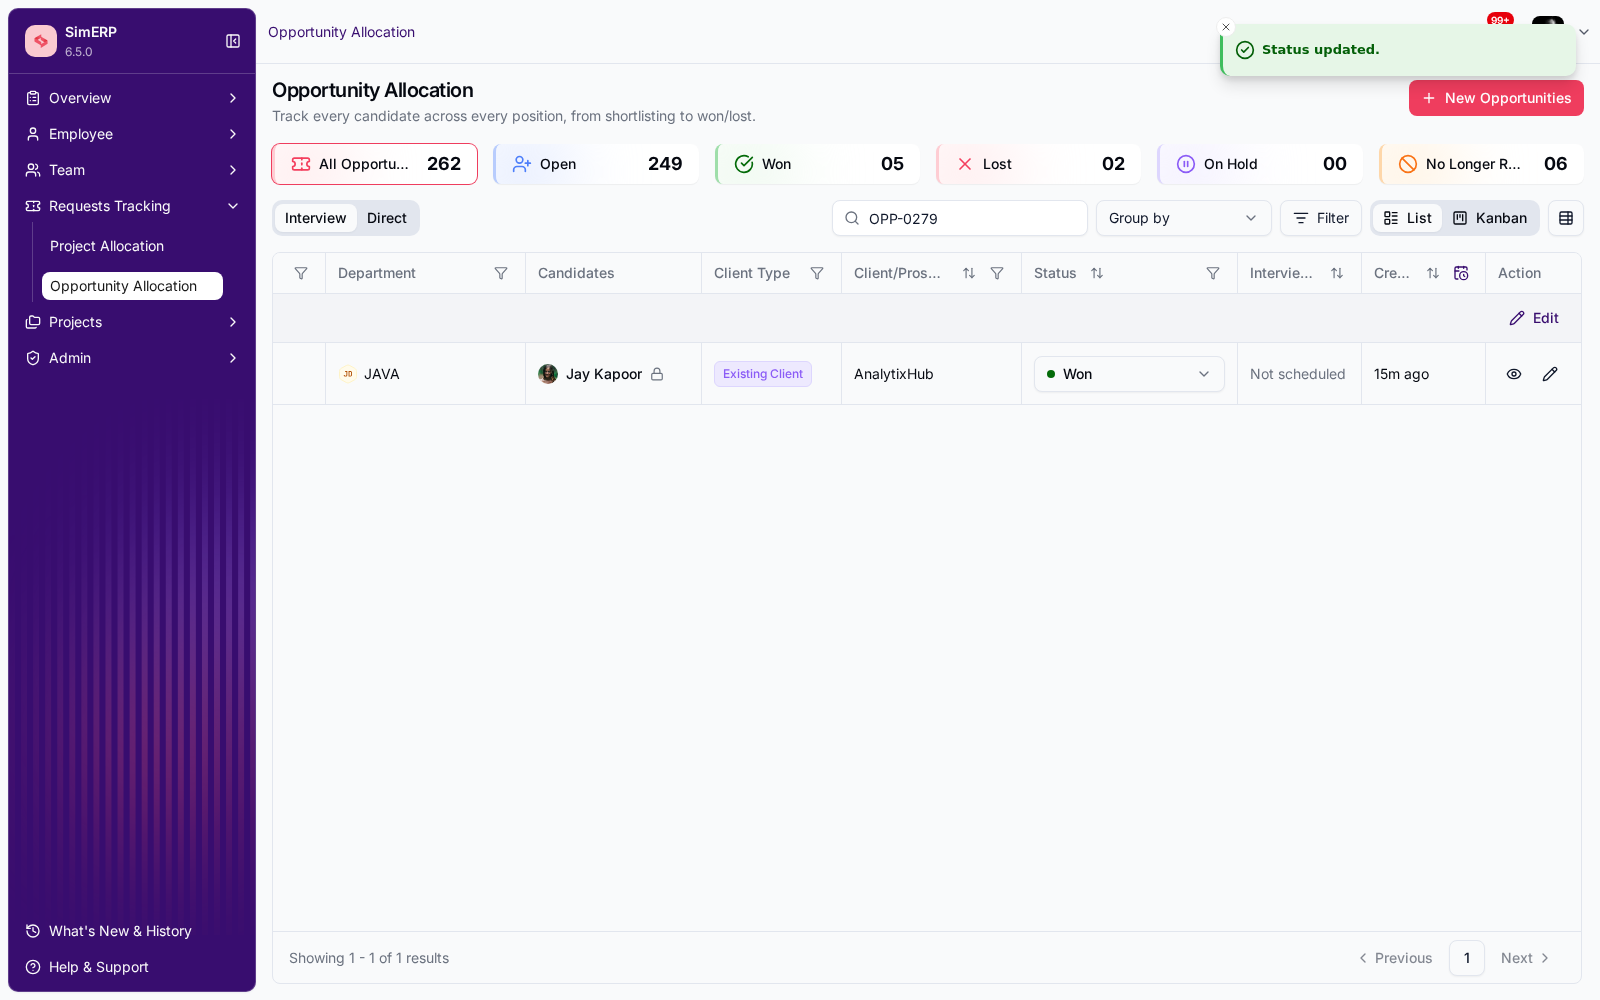 SimERP
6.5.0
Overview
Employee
Team
Requests Tracking
Project Allocation
Opportunity Allocation
Projects
Admin
What's New & History
Help & Support
Opportunity Allocation
99+
Status updated.
Opportunity Allocation
Track every candidate across every position, from shortlisting to won/lost.
New Opportunities
All Opportu... 262
Open 249
Won 05
Lost 02
On Hold 00
No Longer R... 06
Interview Direct
OPP-0279
Group by
Filter
List
Kanban
Department Candidates Client Type Client/Pros... Status Intervie... Cre... Action
Edit
JD JAVA Jay Kapoor Existing Client AnalytixHub Won Not scheduled 15m ago
Showing 1 - 1 of 1 results
Previous 1 Next